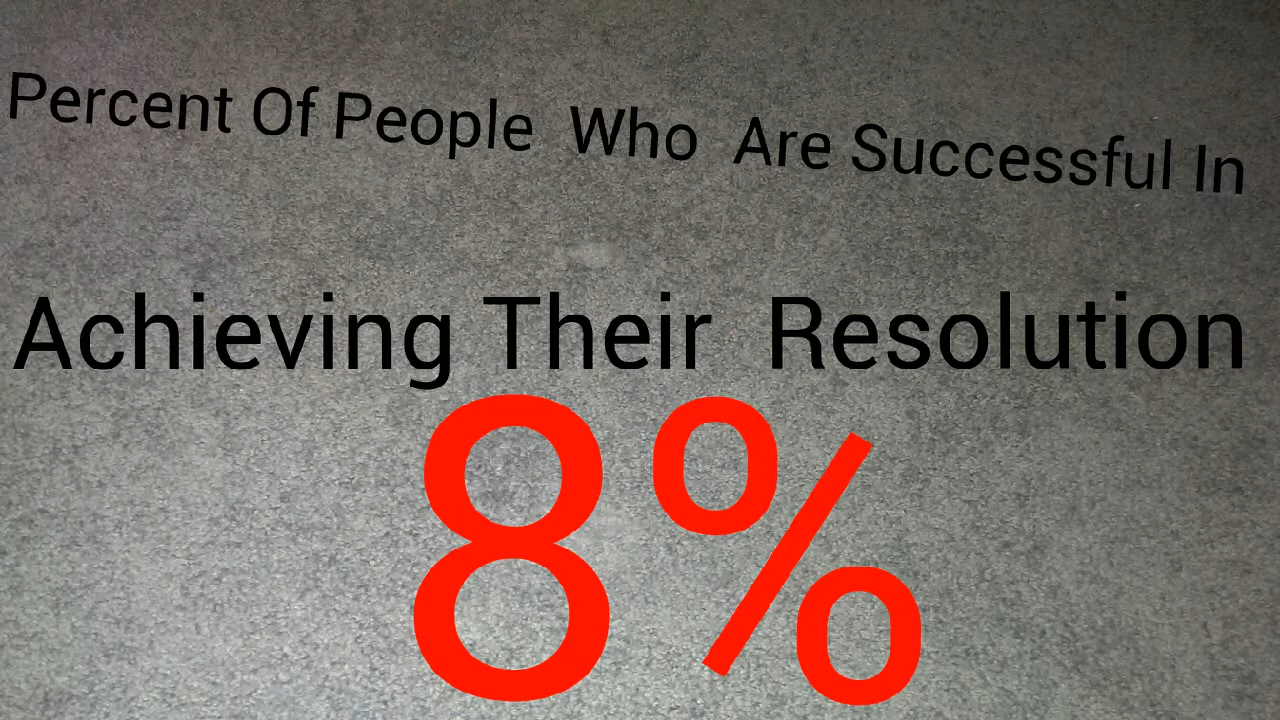 Percent Of People Who Are Successful In
Achieving Their Resolution
8%